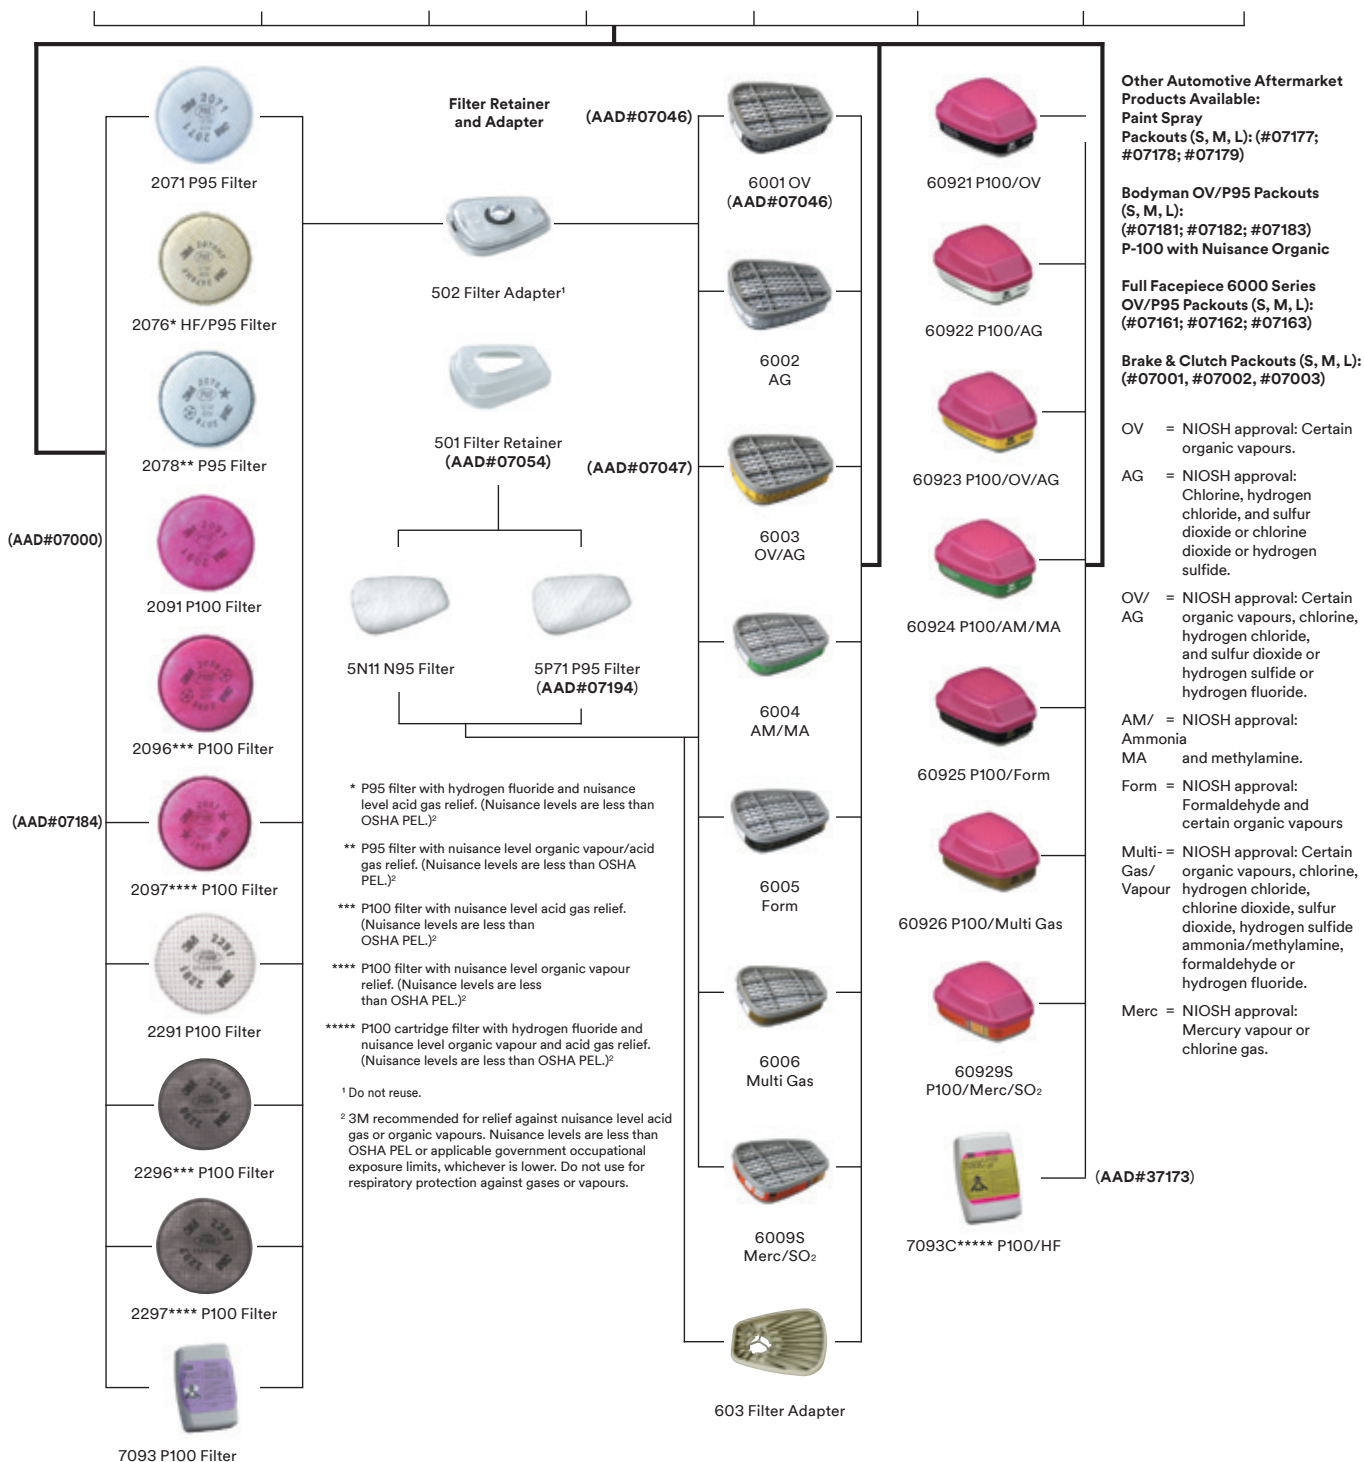 2071 P95 Filter
2076* HF/P95 Filter
2078** P95 Filter
(AAD#07000)
2091 P100 Filter
2096*** P100 Filter
(AAD#07184)
2097**** P100 Filter
2291 P100 Filter
2296*** P100 Filter
2297**** P100 Filter
7093 P100 Filter
Filter Retainer
and Adapter
502 Filter Adapter¹
501 Filter Retainer
(AAD#07054)
5N11 N95 Filter
5P71 P95 Filter
(AAD#07194)
* P95 filter with hydrogen fluoride and nuisance
level acid gas relief. (Nuisance levels are less than
OSHA PEL.)²
** P95 filter with nuisance level organic vapour/acid
gas relief. (Nuisance levels are less than OSHA
PEL.)²
*** P100 filter with nuisance level acid gas relief.
(Nuisance levels are less than
OSHA PEL.)²
**** P100 filter with nuisance level organic vapour
relief. (Nuisance levels are less
than OSHA PEL.)²
***** P100 cartridge filter with hydrogen fluoride and
nuisance level organic vapour and acid gas relief.
(Nuisance levels are less than OSHA PEL.)²
¹ Do not reuse.
² 3M recommended for relief against nuisance level acid
gas or organic vapours. Nuisance levels are less than
OSHA PEL or applicable government occupational
exposure limits, whichever is lower. Do not use for
respiratory protection against gases or vapours.
(AAD#07046)
6001 OV
(AAD#07046)
6002
AG
(AAD#07047)
6003
OV/AG
6004
AM/MA
6005
Form
6006
Multi Gas
6009S
Merc/SO₂
603 Filter Adapter
60921 P100/OV
60922 P100/AG
60923 P100/OV/AG
60924 P100/AM/MA
60925 P100/Form
60926 P100/Multi Gas
60929S
P100/Merc/SO₂
(AAD#37173)
7093C***** P100/HF
Other Automotive Aftermarket
Products Available:
Paint Spray
Packouts (S, M, L): (#07177;
#07178; #07179)
Bodyman OV/P95 Packouts
(S, M, L):
(#07181; #07182; #07183)
P-100 with Nuisance Organic
Full Facepiece 6000 Series
OV/P95 Packouts (S, M, L):
(#07161; #07162; #07163)
Brake & Clutch Packouts (S, M, L):
(#07001, #07002, #07003)
OV = NIOSH approval: Certain
organic vapours.
AG = NIOSH approval:
Chlorine, hydrogen
chloride, and sulfur
dioxide or chlorine
dioxide or hydrogen
sulfide.
OV/ = NIOSH approval: Certain
AG organic vapours, chlorine,
hydrogen chloride,
and sulfur dioxide or
hydrogen sulfide or
hydrogen fluoride.
AM/ = NIOSH approval:
Ammonia
MA and methylamine.
Form = NIOSH approval:
Formaldehyde and
certain organic vapours
Multi- = NIOSH approval: Certain
Gas/ organic vapours, chlorine,
Vapour hydrogen chloride,
chlorine dioxide, sulfur
dioxide, hydrogen sulfide
ammonia/methylamine,
formaldehyde or
hydrogen fluoride.
Merc = NIOSH approval:
Mercury vapour or
chlorine gas.